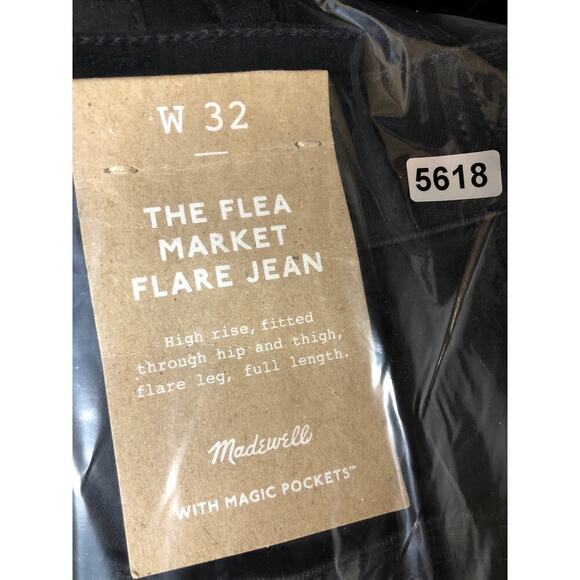 W 32
5618
THE FLEA
MARKET
FLARE JEAN
High rise, fitted
through hip and thigh,
flare leg, full length.
Madewell
WITH MAGIC POCKETS™